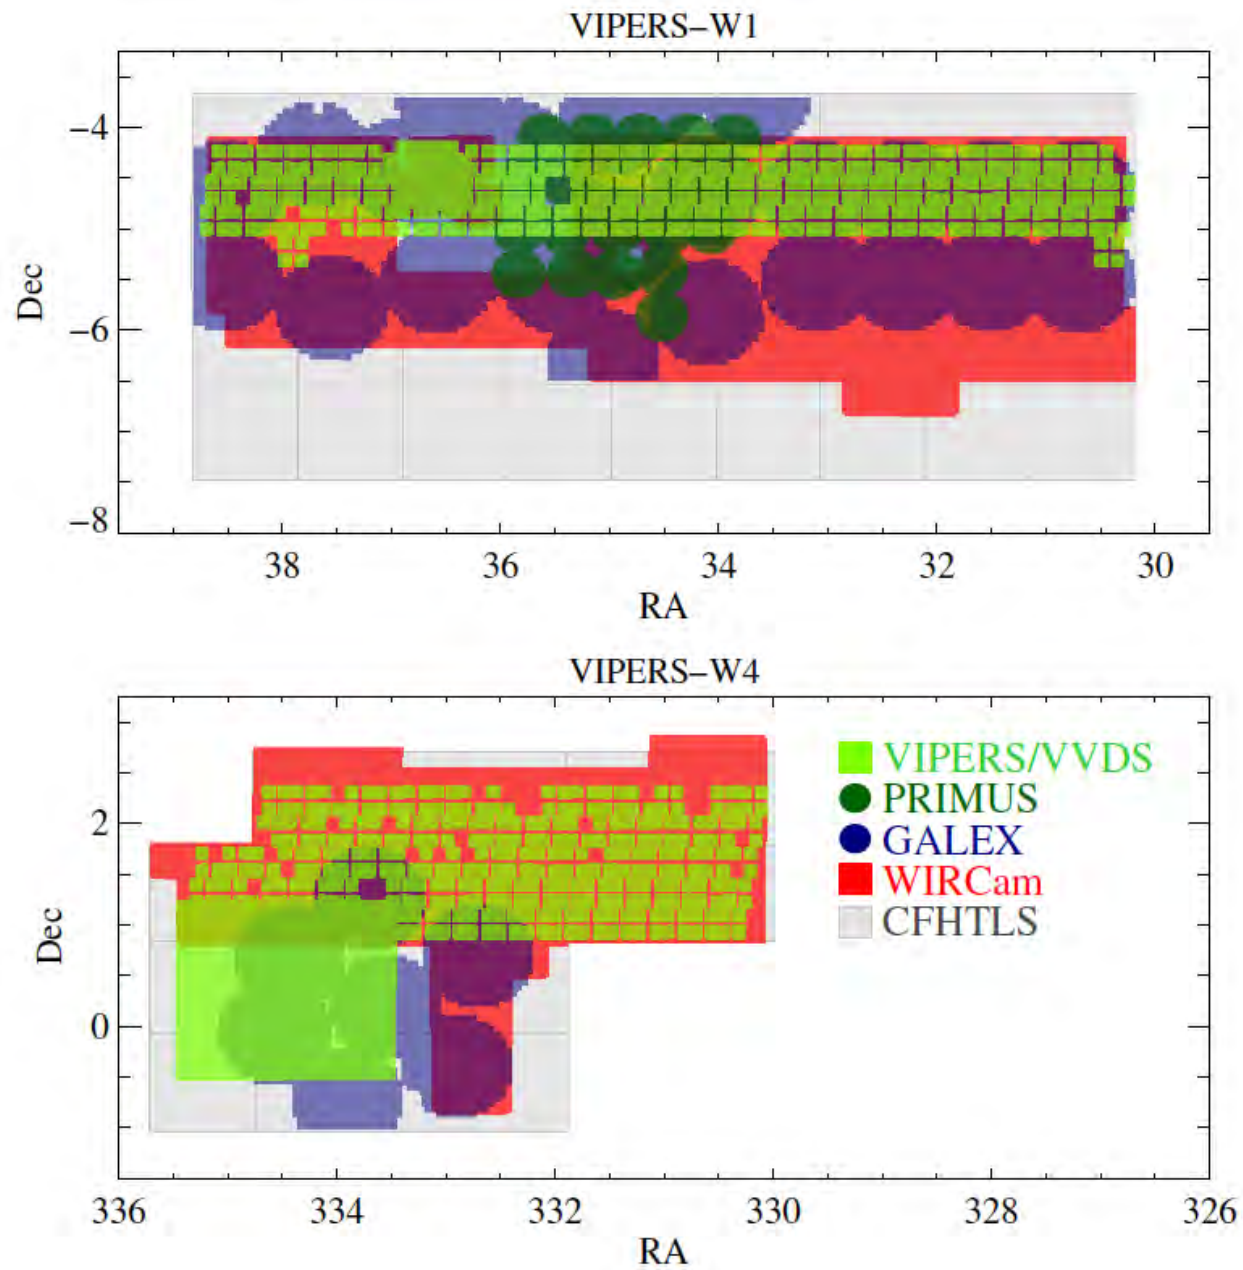 VIPERS−W1
−4
−6
−8
Dec
38 36 34 32 30
RA
VIPERS−W4
2
0
Dec
VIPERS/VVDS
PRIMUS
GALEX
WIRCam
CFHTLS
336 334 332 330 328 326
RA